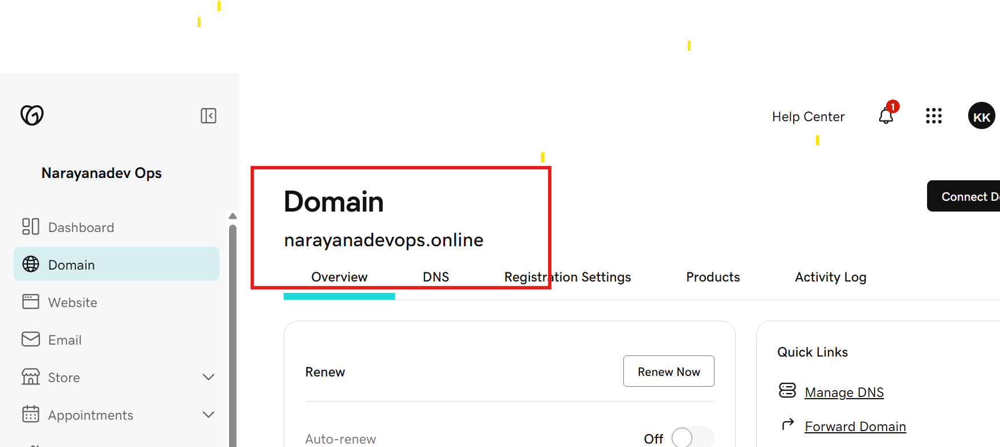 Help Center
1
KK
Narayanadev Ops
Dashboard
Domain
Website
Email
Store
Appointments
Domain
narayanadevops.online
Connect D
Overview DNS Registration Settings Products Activity Log
Renew
Renew Now
Auto-renew
Off
Quick Links
Manage DNS
Forward Domain